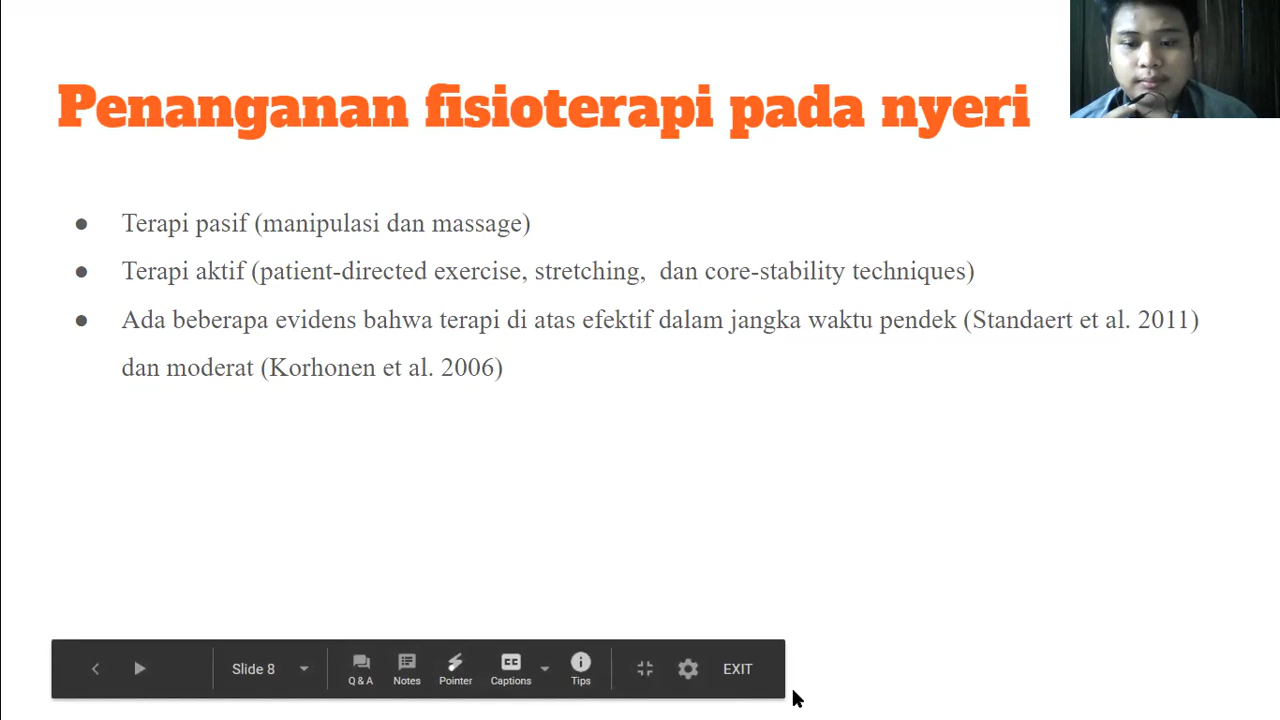 Penanganan fisioterapi pada nyeri
● Terapi pasif (manipulasi dan massage)
● Terapi aktif (patient-directed exercise, stretching,  dan core-stability techniques)
● Ada beberapa evidens bahwa terapi di atas efektif dalam jangka waktu pendek (Standaert et al. 2011)
dan moderat (Korhonen et al. 2006)
Slide 8
Q & A
Notes
Pointer
CC
Captions
Tips
EXIT